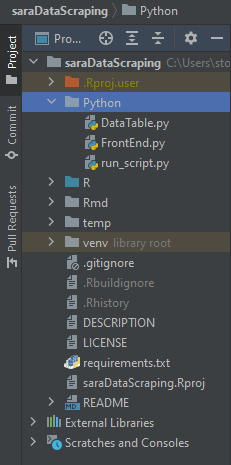 saraDataScraping Python
Project
Commit
Pull Requests
Pro...
saraDataScraping C:\Users\sto
.Rproj.user
Python
DataTable.py
FrontEnd.py
run_script.py
R
Rmd
temp
venv library root
.gitignore
.Rbuildignore
.Rhistory
DESCRIPTION
LICENSE
requirements.txt
saraDataScraping.Rproj
README
MD
External Libraries
Scratches and Consoles